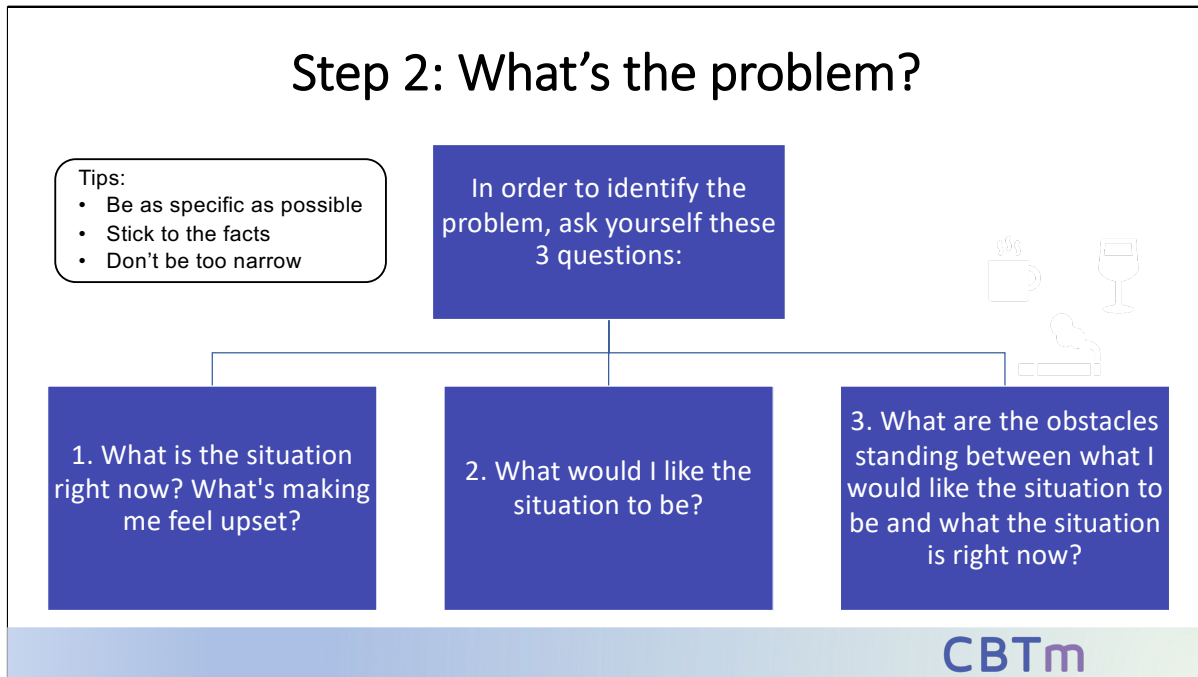 Step 2: What's the problem?
Tips:
• Be as specific as possible
• Stick to the facts
• Don't be too narrow
In order to identify the
problem, ask yourself these
3 questions:
1. What is the situation
right now? What's making
me feel upset?
2. What would I like the
situation to be?
3. What are the obstacles
standing between what I
would like the situation to
be and what the situation
is right now?
CBTm